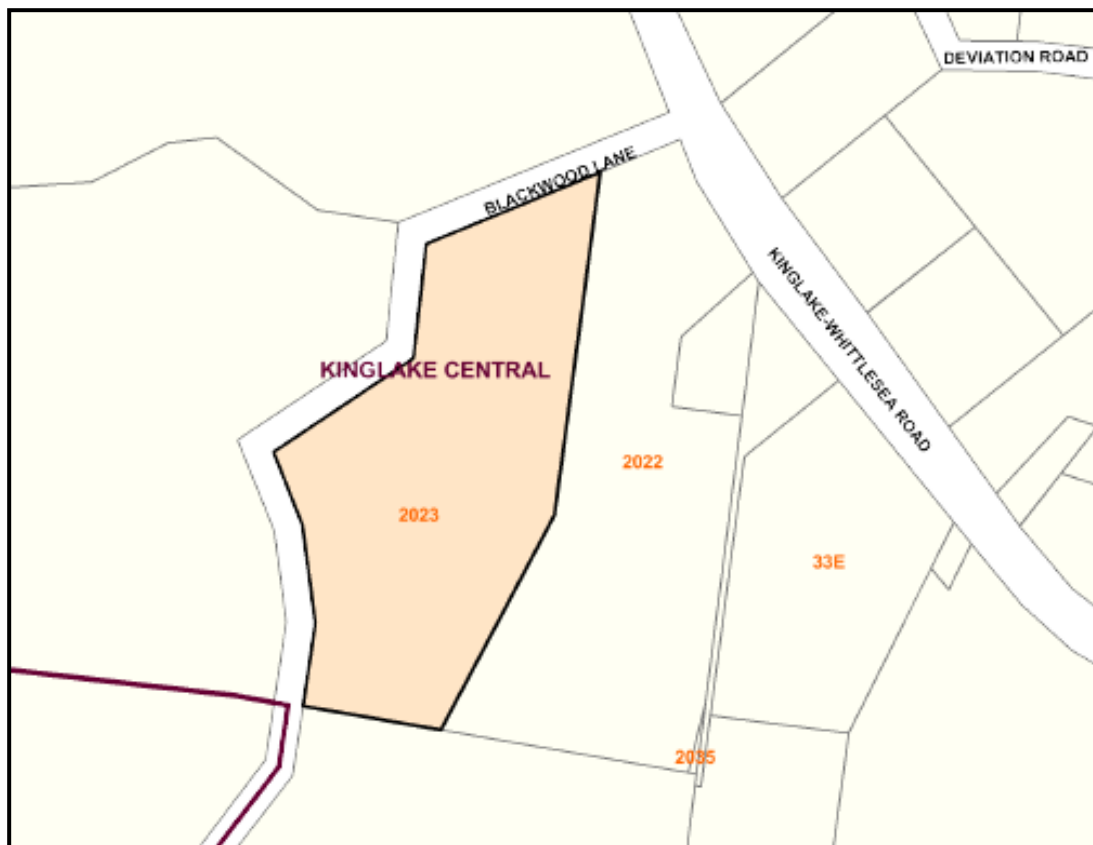 DEVIATION ROAD
BLACKWOOD LANE
KINGLAKE-WHITTLESEA ROAD
KINGLAKE CENTRAL
2022
2023
33E
2035